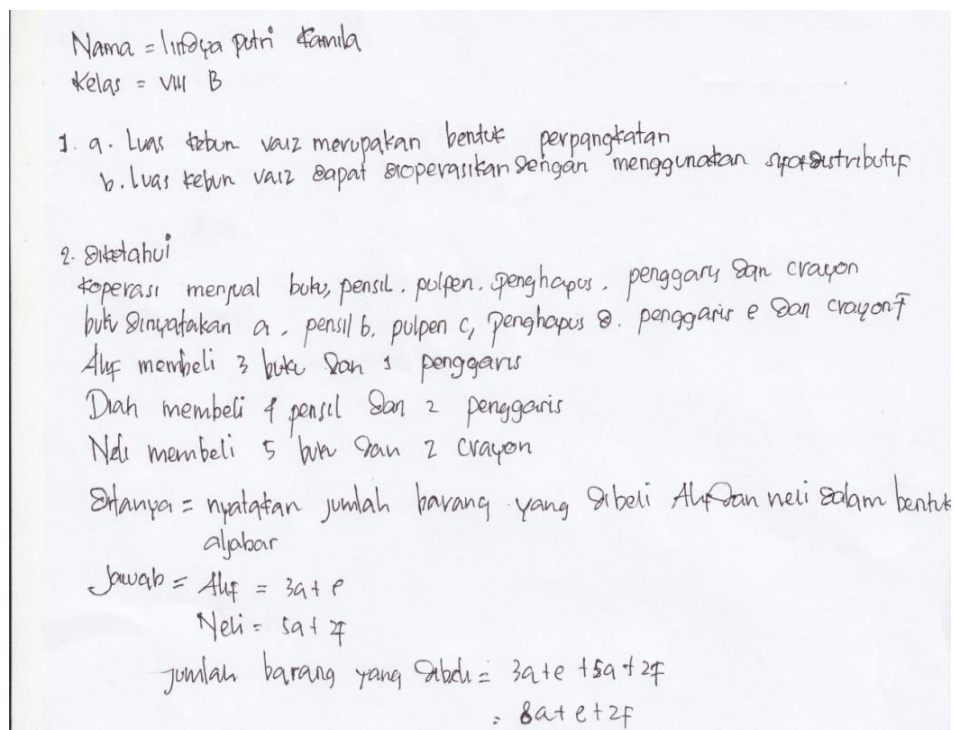 Nama = lindya putri kamila
Kelas = VIII B
1. a. Luas kebun vaiz merupakan bentuk perpangkatan
b. luas kebun vaiz dapat dioperasikan dengan menggunakan sifat distributif
2. Diketahui
Koperasi menjual buku, pensil, pulpen, penghapus, penggaris dan crayon
buku dinyatakan a, pensil b, pulpen c, penghapus d, penggaris e dan crayon f
Alif membeli 3 buku dan 1 penggaris
Diah membeli 4 pensil dan 2 penggaris
Neli membeli 5 buku dan 2 crayon
Ditanya = nyatakan jumlah barang yang dibeli Alif dan neli dalam bentuk
aljabar
Jawab = Alif = 3a + e
Neli = 5a + 2f
jumlah barang yang dibeli = 3a + e + 5a + 2f
= 8a + e + 2f